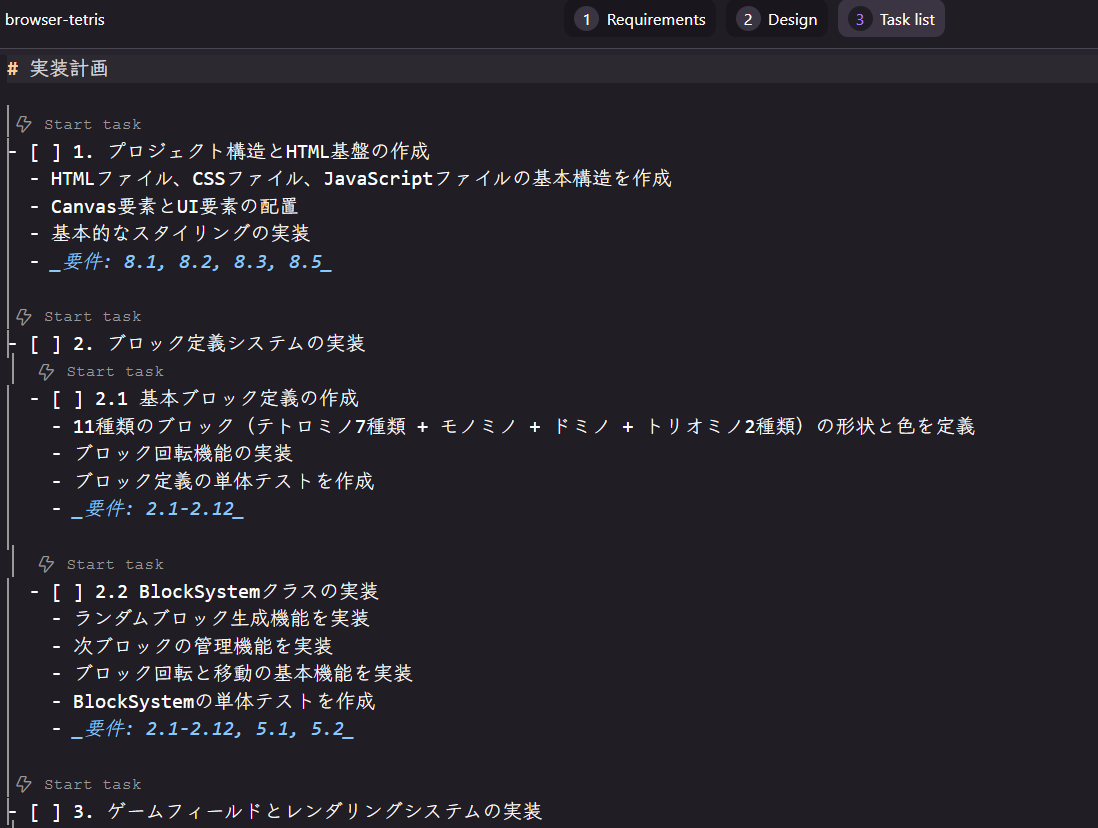 browser-tetris
1 Requirements 2 Design 3 Task list
# 実装計画
Start task
- [ ] 1. プロジェクト構造とHTML基盤の作成
- HTMLファイル、CSSファイル、JavaScriptファイルの基本構造を作成
- Canvas要素とUI要素の配置
- 基本的なスタイリングの実装
- _要件: 8.1, 8.2, 8.3, 8.5_
Start task
- [ ] 2. ブロック定義システムの実装
Start task
- [ ] 2.1 基本ブロック定義の作成
- 11種類のブロック（テトロミノ7種類 + モノミノ + ドミノ + トリオミノ2種類）の形状と色を定義
- ブロック回転機能の実装
- ブロック定義の単体テストを作成
- _要件: 2.1-2.12_
Start task
- [ ] 2.2 BlockSystemクラスの実装
- ランダムブロック生成機能を実装
- 次ブロックの管理機能を実装
- ブロック回転と移動の基本機能を実装
- BlockSystemの単体テストを作成
- _要件: 2.1-2.12, 5.1, 5.2_
Start task
- [ ] 3. ゲームフィールドとレンダリングシステムの実装